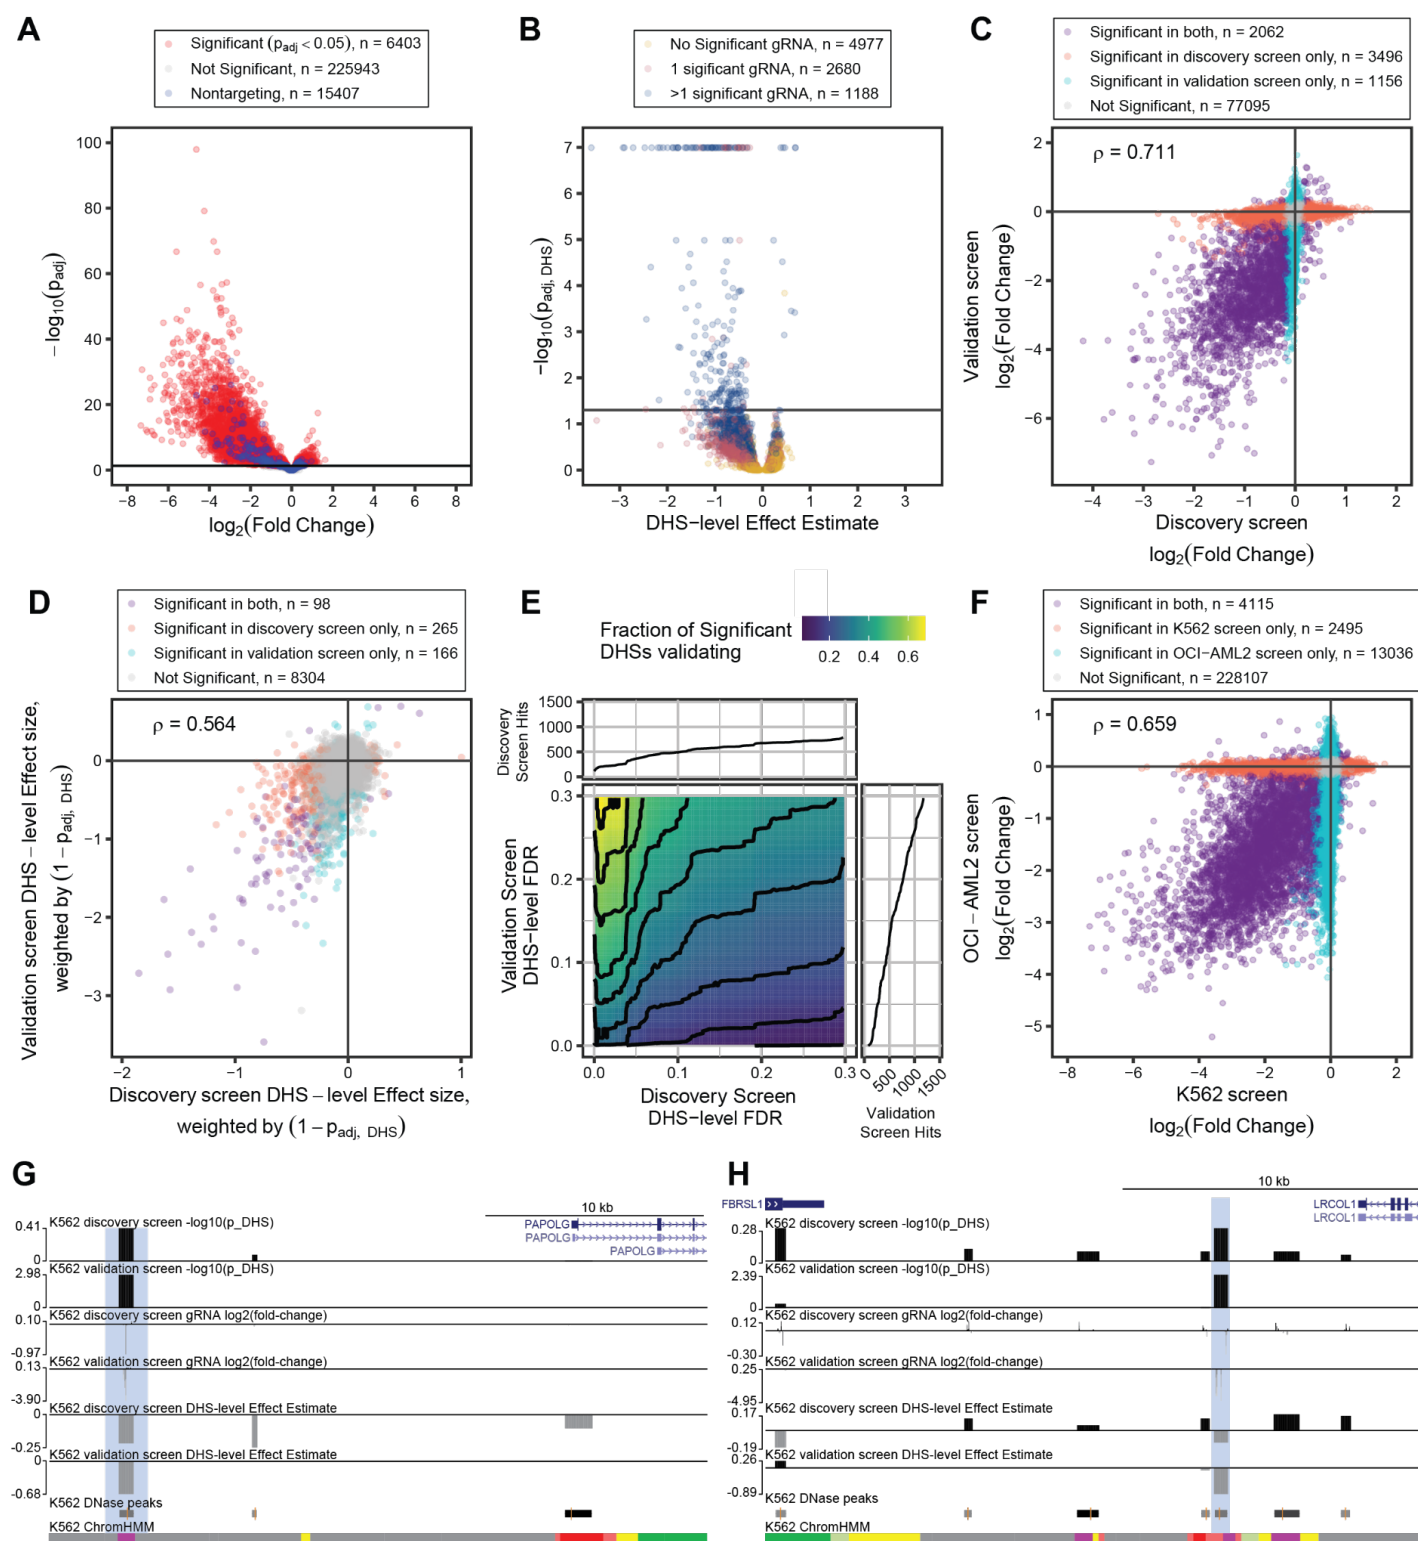 A
Significant (padj < 0.05), n = 6403
Not Significant, n = 225943
Nontargeting, n = 15407
−log10(padj)
100
80
60
40
20
0
−8 −6 −4 −2 0 2 4 6 8
log2(Fold Change)
B
No Significant gRNA, n = 4977
1 sigificant gRNA, n = 2680
>1 significant gRNA, n = 1188
−log10(padj, DHS)
7
6
5
4
3
2
1
0
−3 −2 −1 0 1 2 3
DHS−level Effect Estimate
C
Significant in both, n = 2062
Significant in discovery screen only, n = 3496
Significant in validation screen only, n = 1156
Not Significant, n = 77095
ρ = 0.711
Validation screen
log2(Fold Change)
2
0
−2
−4
−6
−4 −3 −2 −1 0 1 2
Discovery screen
log2(Fold Change)
D
Significant in both, n = 98
Significant in discovery screen only, n = 265
Significant in validation screen only, n = 166
Not Significant, n = 8304
ρ = 0.564
Validation screen DHS − level Effect size,
weighted by (1 − padj, DHS)
0
−1
−2
−3
−2 −1 0 1
Discovery screen DHS − level Effect size,
weighted by (1 − padj, DHS)
E
Fraction of Significant
DHSs validating
0.2 0.4 0.6
Discovery
Screen Hits
1500
1000
500
0
Validation Screen
DHS−level FDR
0.3
0.2
0.1
0.0
0.0 0.1 0.2 0.3
Discovery Screen
DHS−level FDR
0 500 1000 1500
Validation
Screen Hits
F
Significant in both, n = 4115
Significant in K562 screen only, n = 2495
Significant in OCI−AML2 screen only, n = 13036
Not Significant, n = 228107
ρ = 0.659
OCI − AML2 screen
log2(Fold Change)
1
0
−1
−2
−3
−4
−5
−8 −6 −4 −2 0 2
K562 screen
log2(Fold Change)
G
10 kb
PAPOLG
PAPOLG
PAPOLG
K562 discovery screen -log10(p_DHS)
0.41
0
K562 validation screen -log10(p_DHS)
2.98
0
K562 discovery screen gRNA log2(fold-change)
0.10
-0.97
K562 validation screen gRNA log2(fold-change)
0.13
-3.90
K562 discovery screen DHS-level Effect Estimate
0
-0.25
K562 validation screen DHS-level Effect Estimate
0
-0.68
K562 DNase peaks
K562 ChromHMM
H
10 kb
FBRSL1
LRCOL1
LRCOL1
K562 discovery screen -log10(p_DHS)
0.28
0
K562 validation screen -log10(p_DHS)
2.39
0
K562 discovery screen gRNA log2(fold-change)
0.12
-0.30
K562 validation screen gRNA log2(fold-change)
0.25
-4.95
K562 discovery screen DHS-level Effect Estimate
0.17
-0.19
K562 validation screen DHS-level Effect Estimate
0.26
-0.89
K562 DNase peaks
K562 ChromHMM